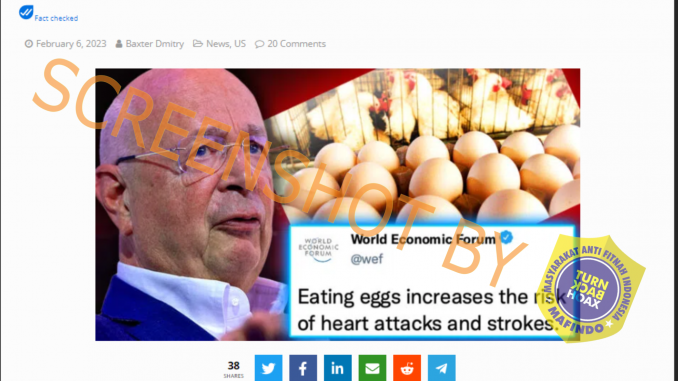 Fact checked
February 6, 2023 Baxter Dmitry News, US 20 Comments
SCREENSHOT BY
WORLD
ECONOMIC
FORUM
World Economic Forum
@wef
Eating eggs increases the risk
of heart attacks and strokes.
MASYARAKAT ANTI FITNAH INDONESIA
TURN
BACK
HOAX
MAFINDO
38
SHARES